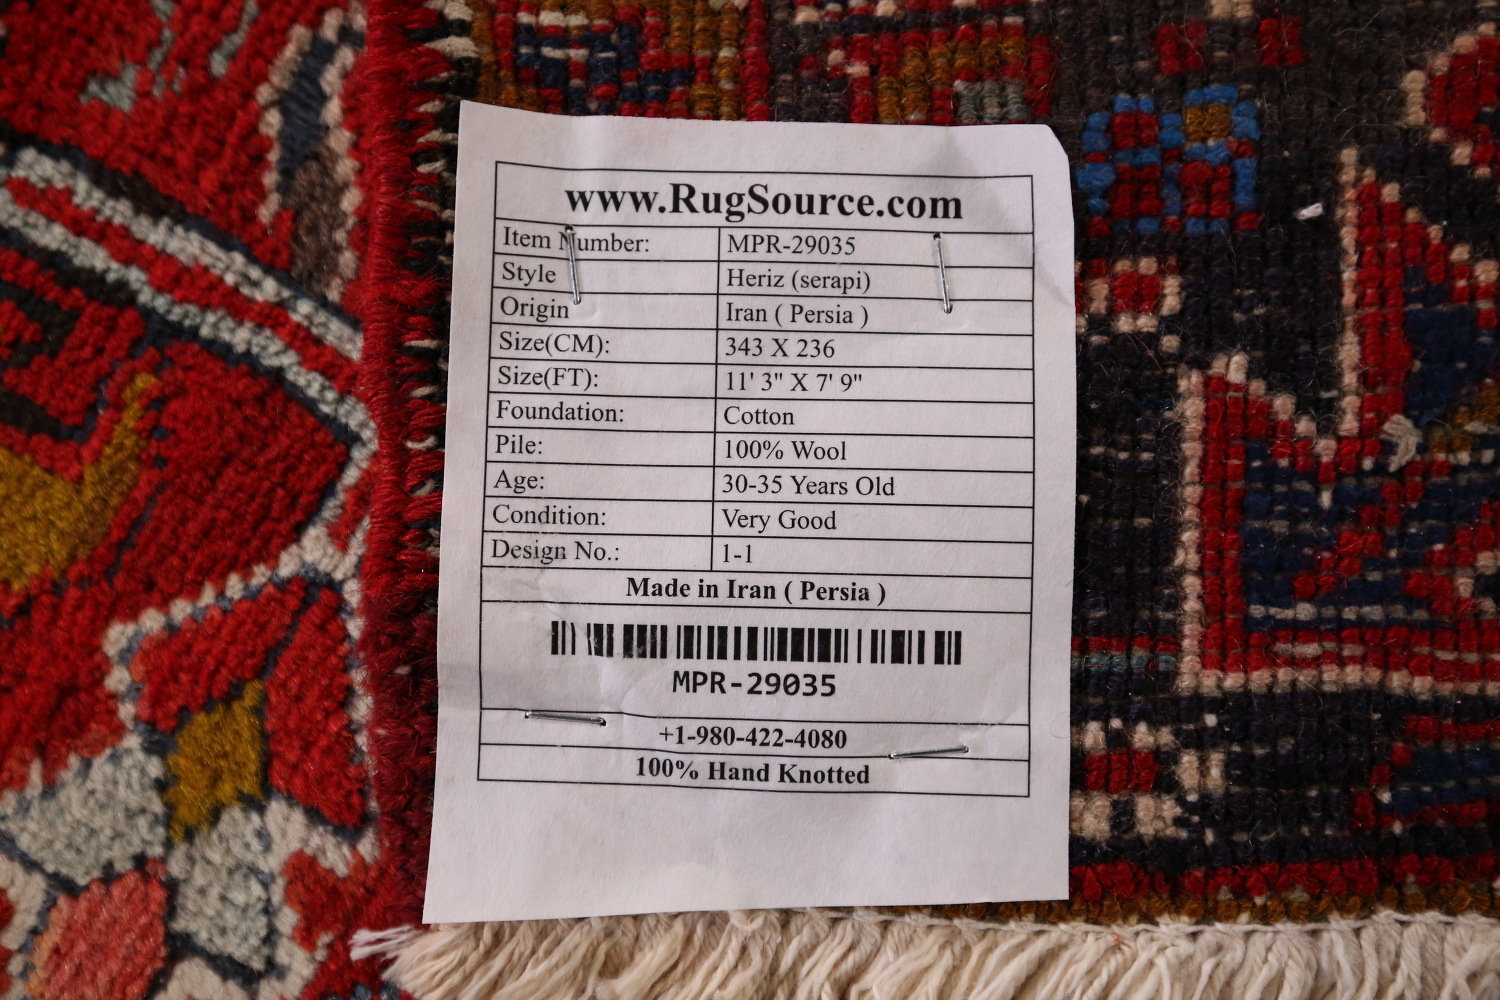 www.RugSource.com
Item Number: MPR-29035
Style Heriz (serapi)
Origin Iran ( Persia )
Size(CM): 343 X 236
Size(FT): 11' 3" X 7' 9"
Foundation: Cotton
Pile: 100% Wool
Age: 30-35 Years Old
Condition: Very Good
Design No.: 1-1
Made in Iran ( Persia )
MPR-29035
+1-980-422-4080
100% Hand Knotted